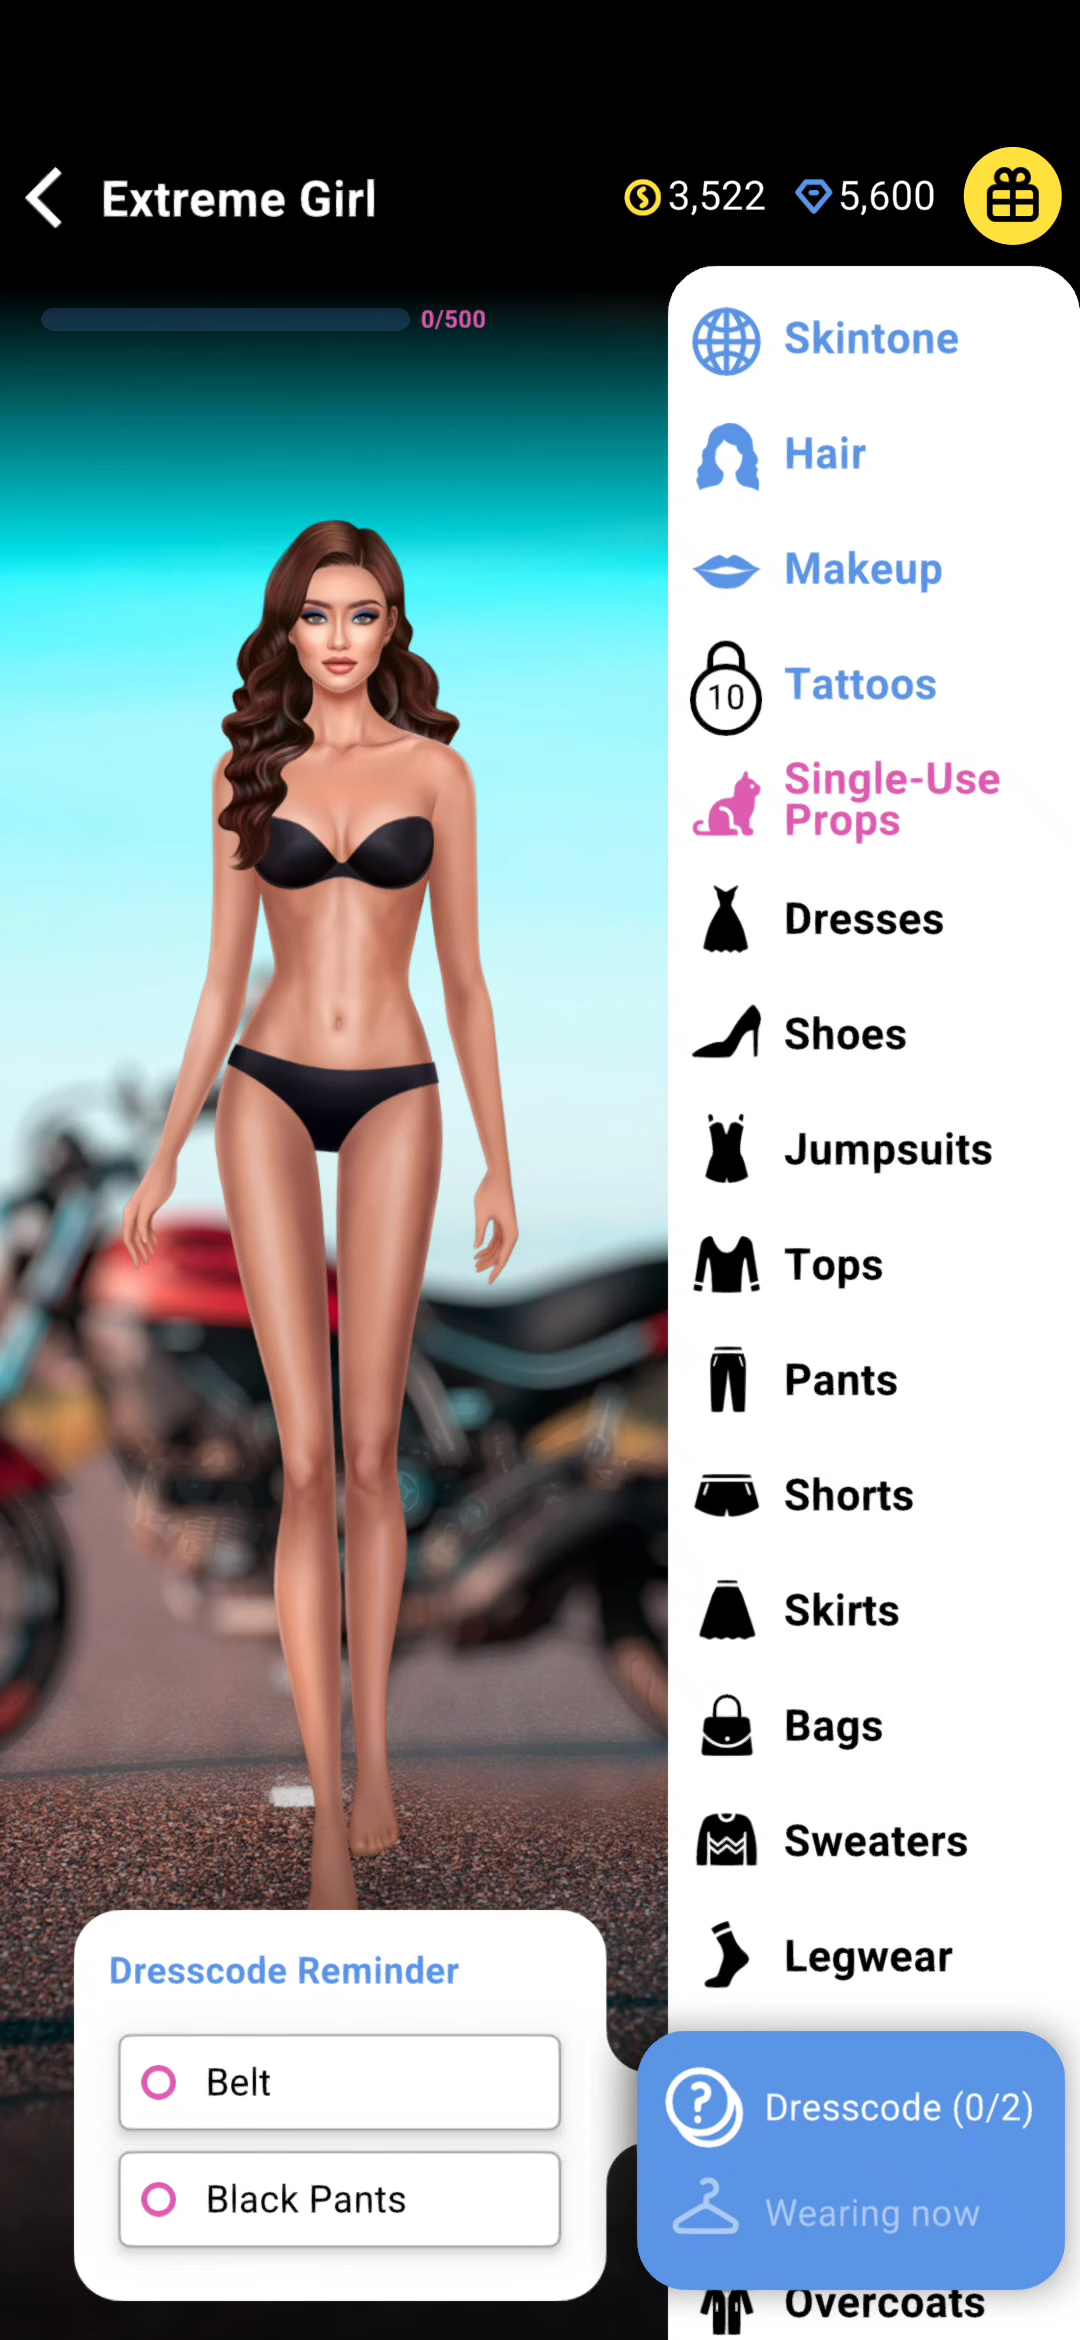 Extreme Girl
3,522
5,600
0/500
Skintone
Hair
Makeup
10
Tattoos
Single-Use
Props
Dresses
Shoes
Jumpsuits
Tops
Pants
Shorts
Skirts
Bags
Sweaters
Legwear
Dresscode Reminder
Belt
Black Pants
Dresscode (0/2)
Wearing now
Overcoats